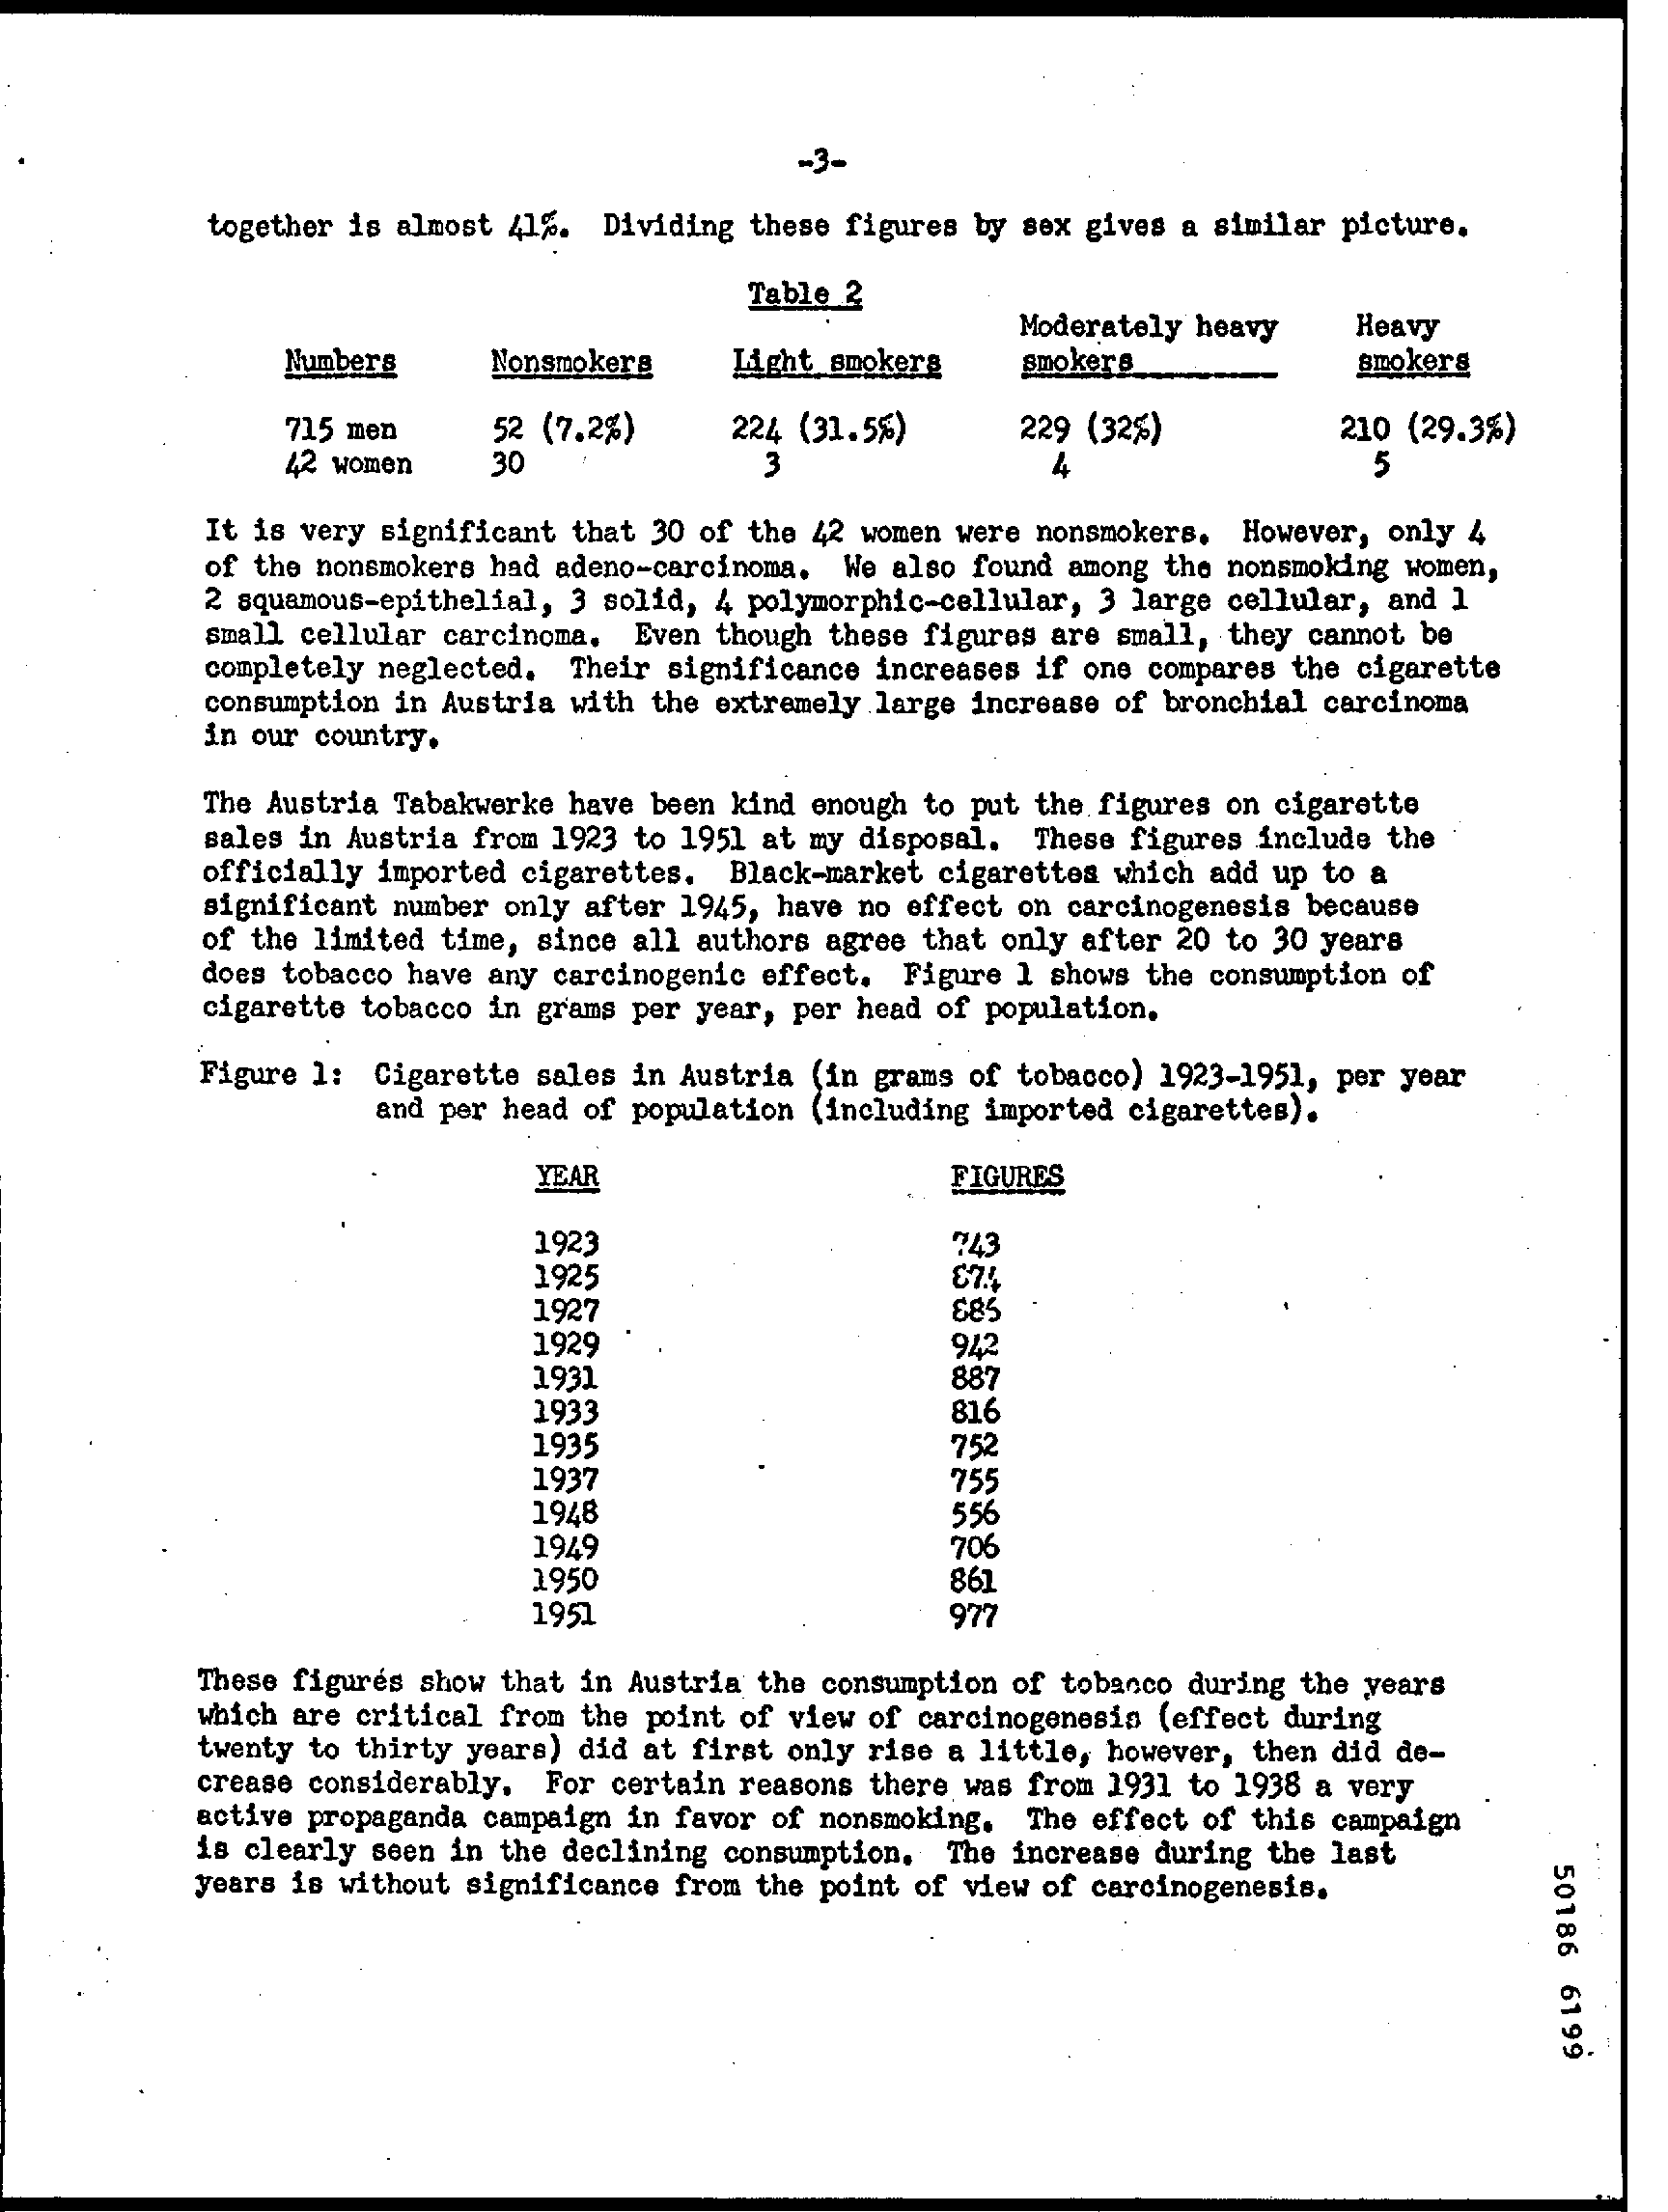 -3-
together is almost 41%. Dividing these figures by sex gives a similar picture.
Table 2
Moderately heavy Heavy
Numbers Nonsmokers Light smokers smokers smokers
715 men 52 (7.2%) 224 (31.5%) 229 (32%) 210 (29.3%)
42 women 30 3 4 5
It is very significant that 30 of the 42 women were nonsmokers. However, only 4
of the nonsmokers had adeno-carcinoma. We also found among the nonsmoking women,
2 squamous-epithelial, 3 solid, 4 polymorphic-cellular, 3 large cellular, and 1
small cellular carcinoma. Even though these figures are small, they cannot be
completely neglected. Their significance increases if one compares the cigarette
consumption in Austria with the extremely large increase of bronchial carcinoma
in our country.
The Austria Tabakwerke have been kind enough to put the figures on cigarette
sales in Austria from 1923 to 1951 at my disposal. These figures include the
officially imported cigarettes. Black-market cigarettes which add up to a
significant number only after 1945, have no effect on carcinogenesis because
of the limited time, since all authors agree that only after 20 to 30 years
does tobacco have any carcinogenic effect. Figure 1 shows the consumption of
cigarette tobacco in grams per year, per head of population.
Figure 1: Cigarette sales in Austria (in grams of tobacco) 1923-1951, per year
and per head of population (including imported cigarettes).
YEAR FIGURES
1923 743
1925 874
1927 885
1929 942
1931 887
1933 816
1935 752
1937 755
1948 556
1949 706
1950 861
1951 977
These figures show that in Austria the consumption of tobacco during the years
which are critical from the point of view of carcinogenesis (effect during
twenty to thirty years) did at first only rise a little, however, then did de-
crease considerably. For certain reasons there was from 1931 to 1938 a very
active propaganda campaign in favor of nonsmoking. The effect of this campaign
is clearly seen in the declining consumption. The increase during the last
years is without significance from the point of view of carcinogenesis.
50186 6199